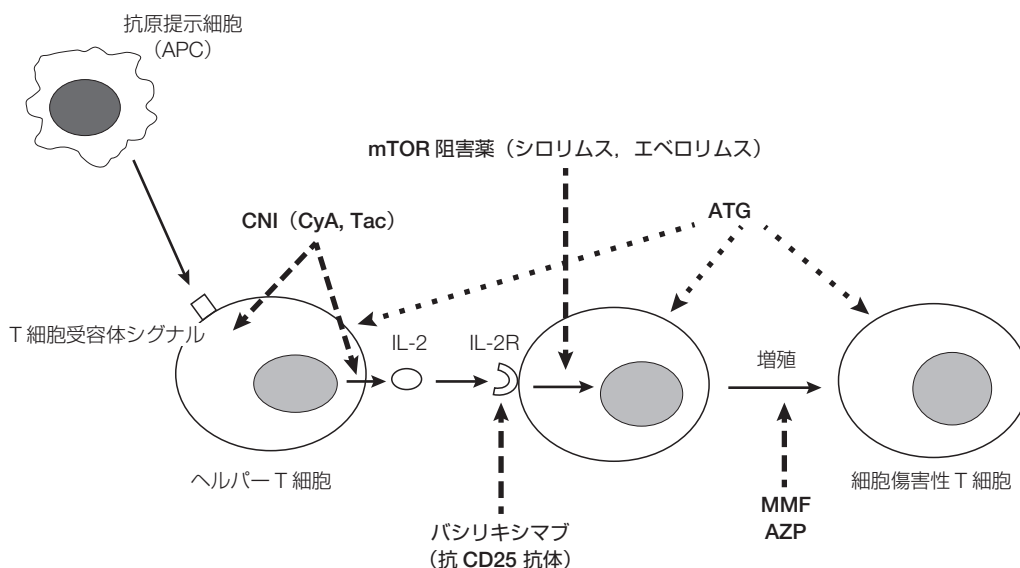 抗原提示細胞
（APC）
mTOR 阻害薬（シロリムス，エベロリムス）
CNI（CyA, Tac）
ATG
T 細胞受容体シグナル
IL-2
IL-2R
増殖
ヘルパー T 細胞
細胞傷害性 T 細胞
バシリキシマブ
（抗 CD25 抗体）
MMF
AZP